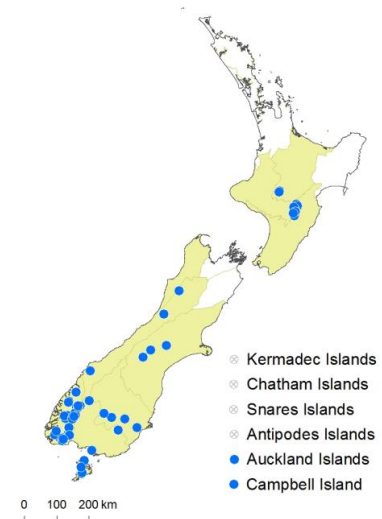 Kermadec Islands
Chatham Islands
Snares Islands
Antipodes Islands
Auckland Islands
Campbell Island
0 100 200 km